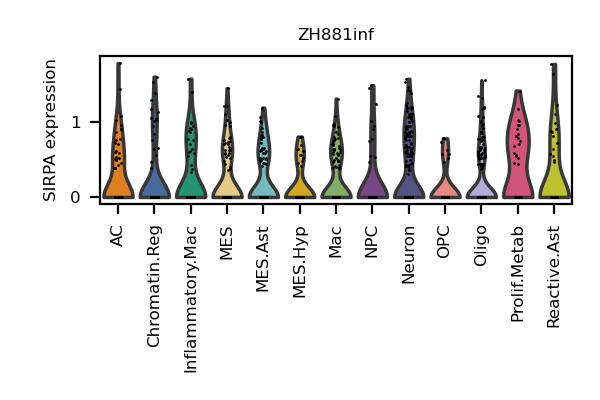 ZH881inf
SIRPA expression
1
0
AC
Chromatin.Reg
Inflammatory.Mac
MES
MES.Ast
MES.Hyp
Mac
NPC
Neuron
OPC
Oligo
Prolif.Metab
Reactive.Ast